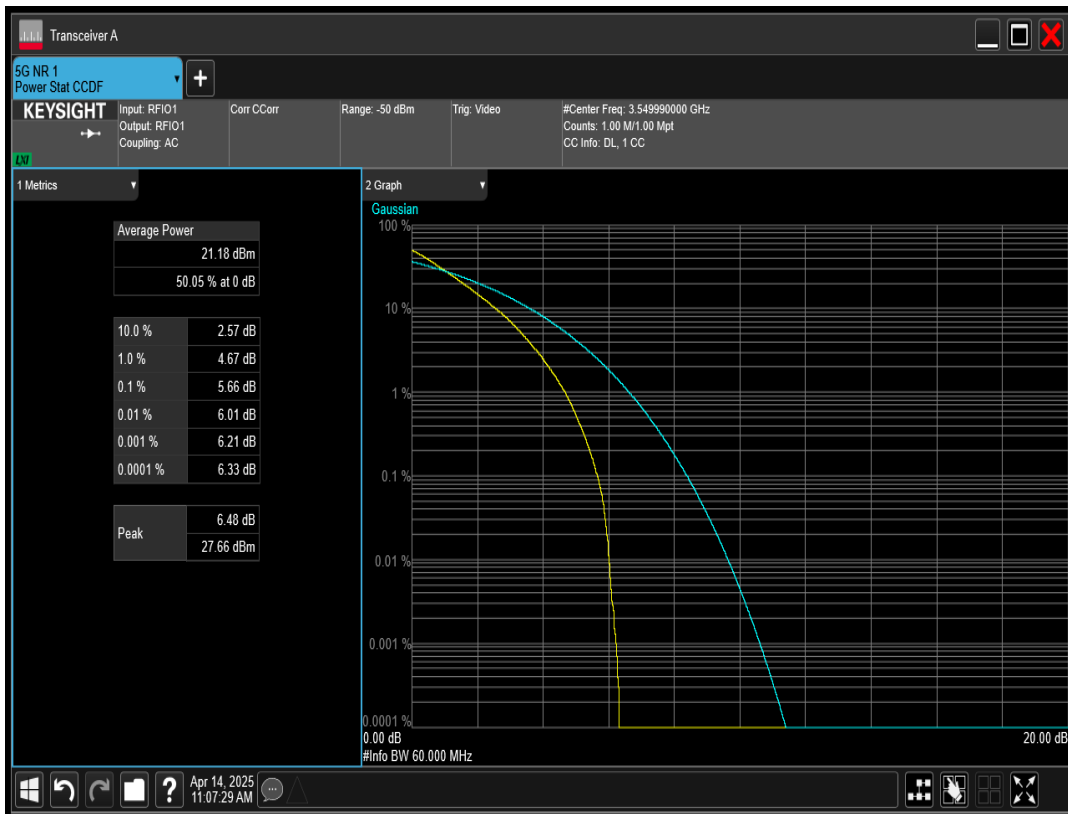 Transceiver A
5G NR 1
Power Stat CCDF
+
KEYSIGHT
LXI
Input: RFIO1
Output: RFIO1
Coupling: AC
Corr CCorr
Range: -50 dBm
Trig: Video
#Center Freq: 3.549990000 GHz
Counts: 1.00 M/1.00 Mpt
CC Info: DL, 1 CC
1 Metrics
Average Power
21.18 dBm
50.05 % at 0 dB
10.0 % 2.57 dB
1.0 % 4.67 dB
0.1 % 5.66 dB
0.01 % 6.01 dB
0.001 % 6.21 dB
0.0001 % 6.33 dB
Peak
6.48 dB
27.66 dBm
2 Graph
Gaussian
100 %
10 %
1 %
0.1 %
0.01 %
0.001 %
0.0001 %
0.00 dB
20.00 dB
#Info BW 60.000 MHz
?
Apr 14, 2025
11:07:29 AM